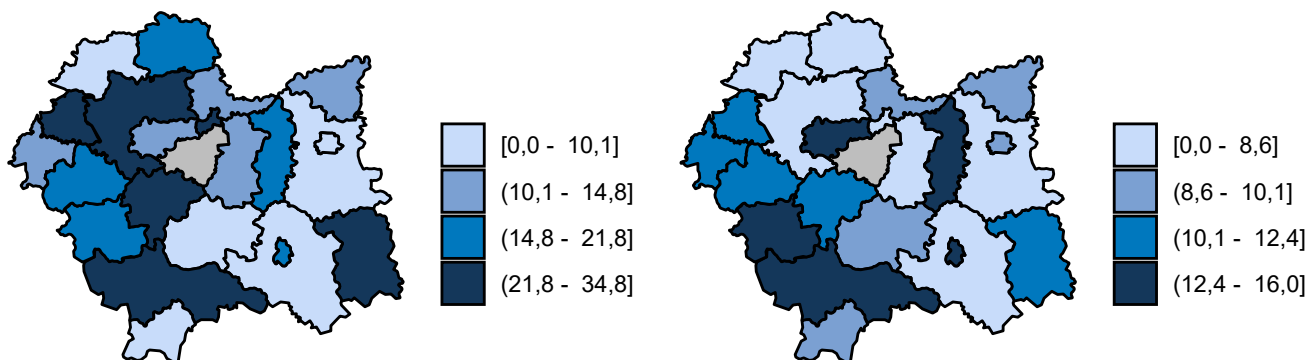 [0,0 - 10,1]
(10,1 - 14,8]
(14,8 - 21,8]
(21,8 - 34,8]
[0,0 - 8,6]
(8,6 - 10,1]
(10,1 - 12,4]
(12,4 - 16,0]